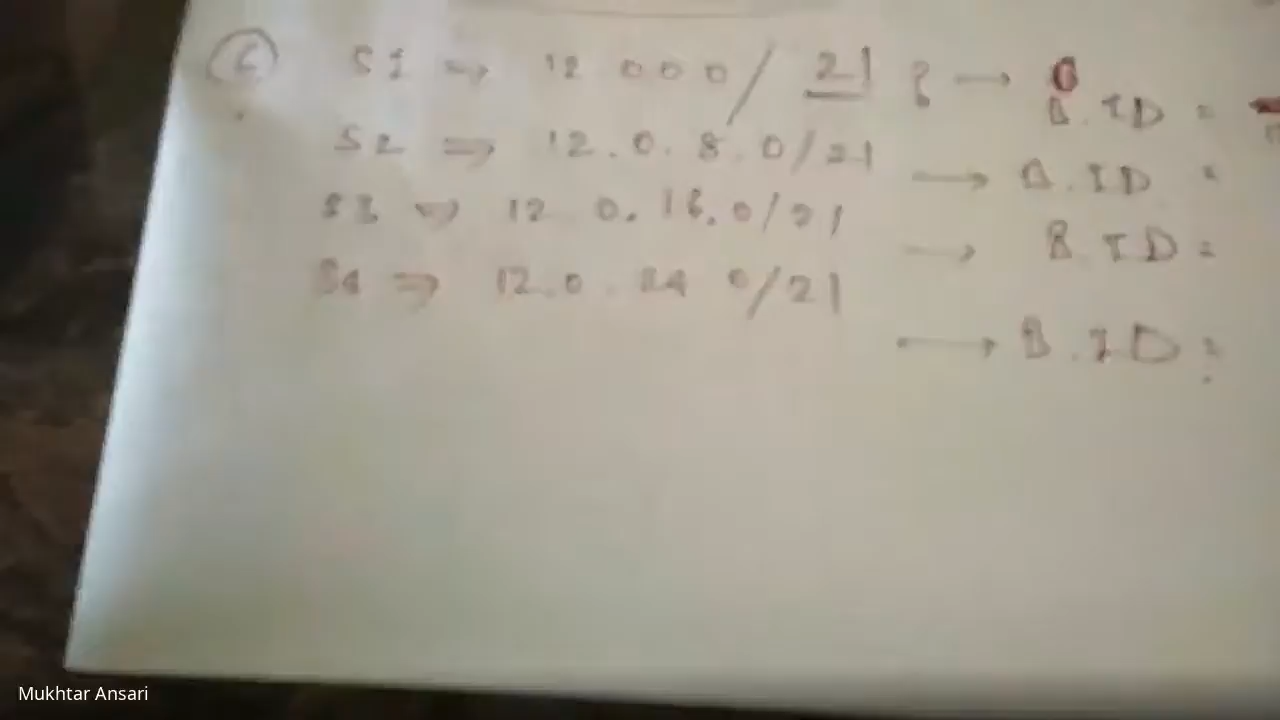 6 S1 ⇒ 12 0 0 0 / 21 } → B.ID =
S2 ⇒ 12.0.8.0/21 → B.ID =
S3 ⇒ 12 0.16.0/21 → B.ID =
S4 ⇒ 12.0.24 0/21 → B.ID =
Mukhtar Ansari